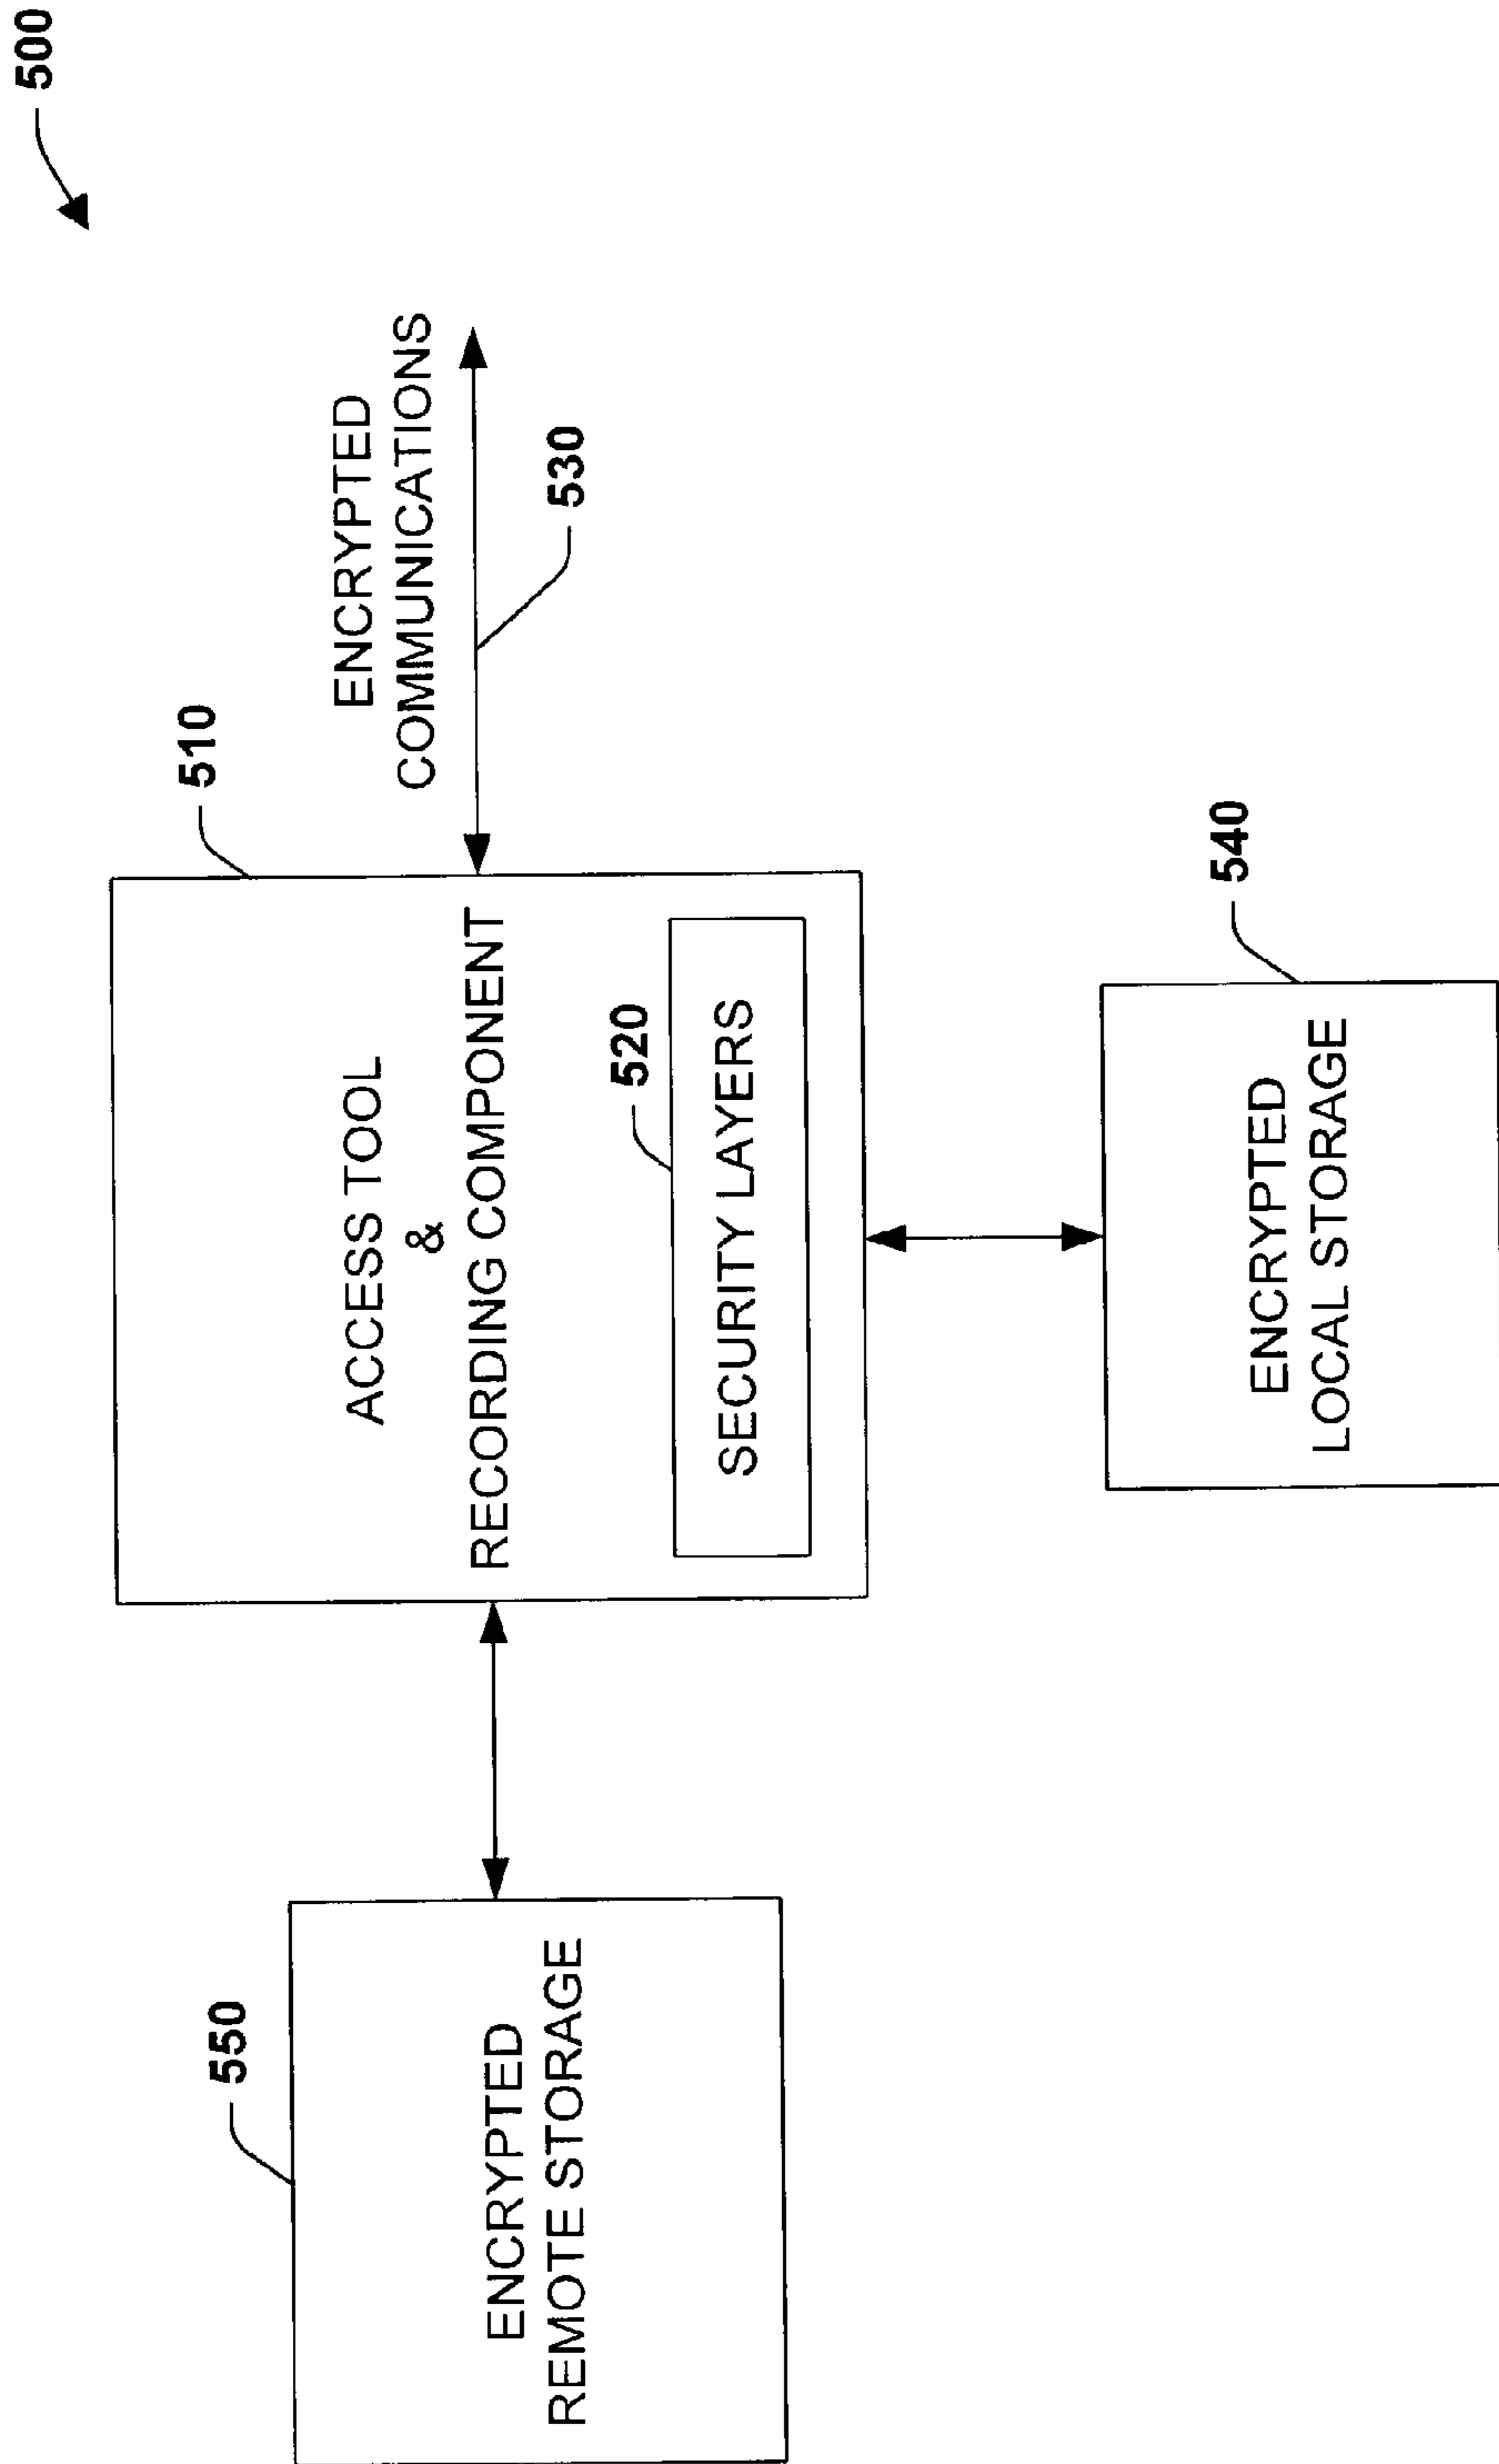 500
ENCRYPTED
COMMUNICATIONS
530
510
ACCESS TOOL
&
RECORDING COMPONENT
520
SECURITY LAYERS
540
ENCRYPTED
LOCAL STORAGE
550
ENCRYPTED
REMOTE STORAGE